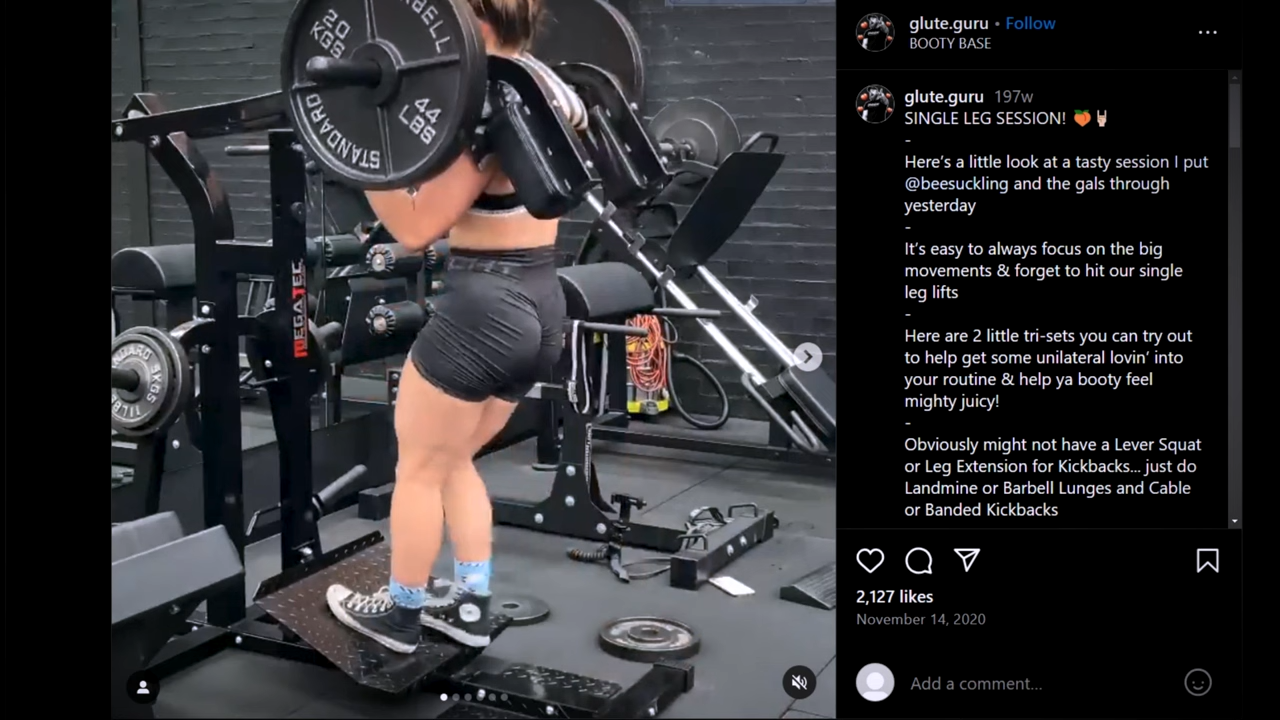 20
KGS
BARBELL
44
LBS
STANDARD
MEGATEC
5KGS
glute.guru • Follow
BOOTY BASE
glute.guru 197w
SINGLE LEG SESSION! 🍑🤘🏻
-
Here’s a little look at a tasty session I put
@beesuckling and the gals through
yesterday
-
It’s easy to always focus on the big
movements & forget to hit our single
leg lifts
-
Here are 2 little tri-sets you can try out
to help get some unilateral lovin’ into
your routine & help ya booty feel
mighty juicy!
-
Obviously might not have a Lever Squat
or Leg Extension for Kickbacks... just do
Landmine or Barbell Lunges and Cable
or Banded Kickbacks
2,127 likes
November 14, 2020
Add a comment...